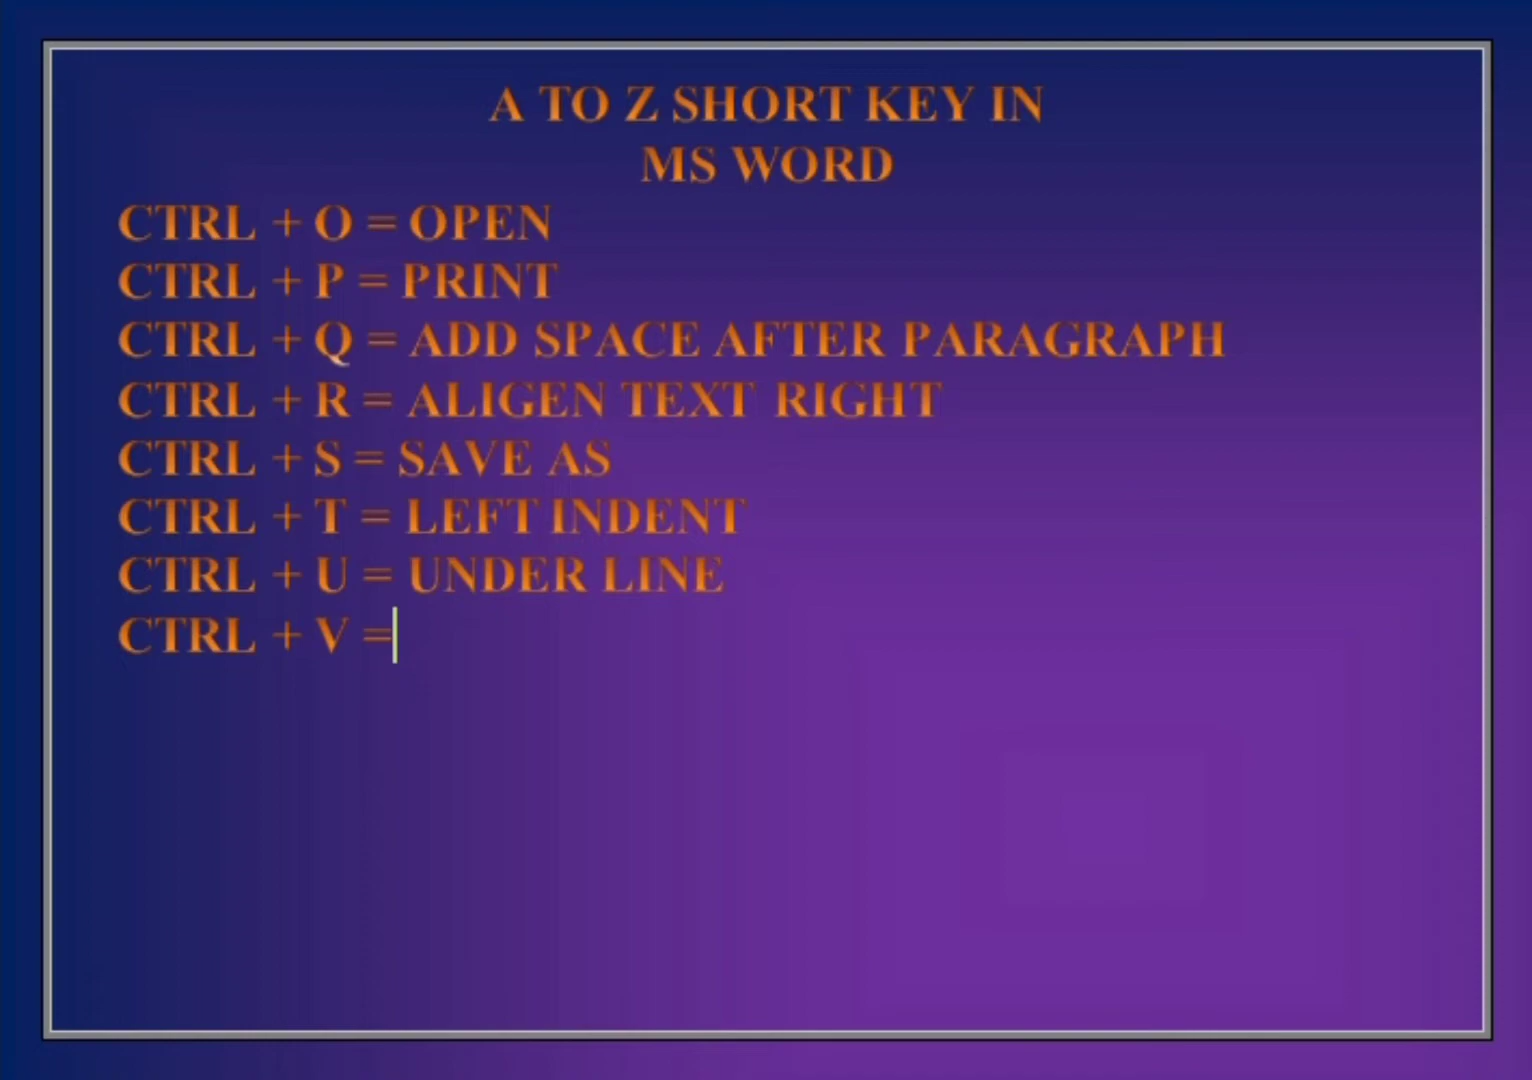 A TO Z SHORT KEY IN
MS WORD
CTRL + O = OPEN
CTRL + P = PRINT
CTRL + Q = ADD SPACE AFTER PARAGRAPH
CTRL + R = ALIGEN TEXT RIGHT
CTRL + S = SAVE AS
CTRL + T = LEFT INDENT
CTRL + U = UNDER LINE
CTRL + V =